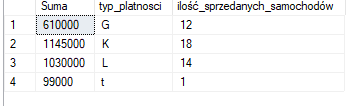 Suma typ_platnosci ilość_sprzedanych_samochodów
1 610000 G 12
2 1145000 K 18
3 1030000 L 14
4 99000 t 1